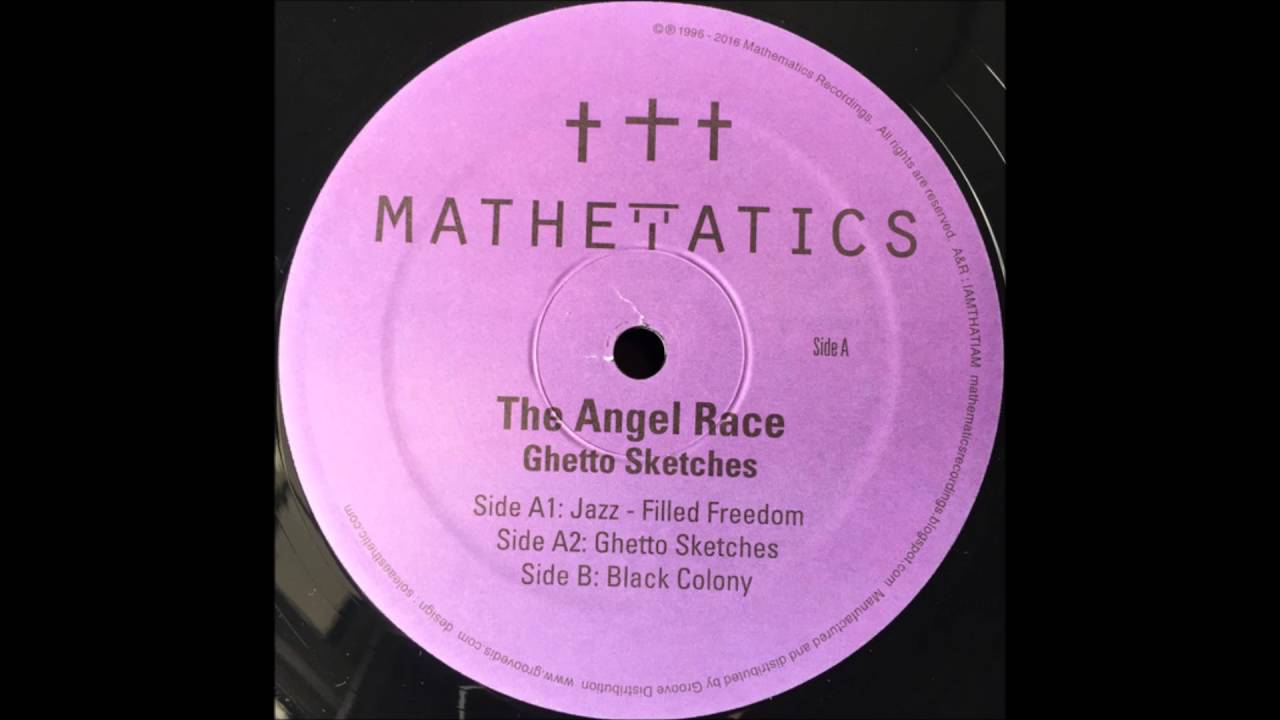 ©℗ 1996 - 2016 Mathematics Recordings. All rights are reserved. A&R : IAMTHATIAM mathematicsrecordings.blogspot.com Manufactured and distributed by Groove Distribution www.groovedis.com design : soleaesthetic.com
MATHEMATICS
Side A
The Angel Race
Ghetto Sketches
Side A1: Jazz - Filled Freedom
Side A2: Ghetto Sketches
Side B: Black Colony